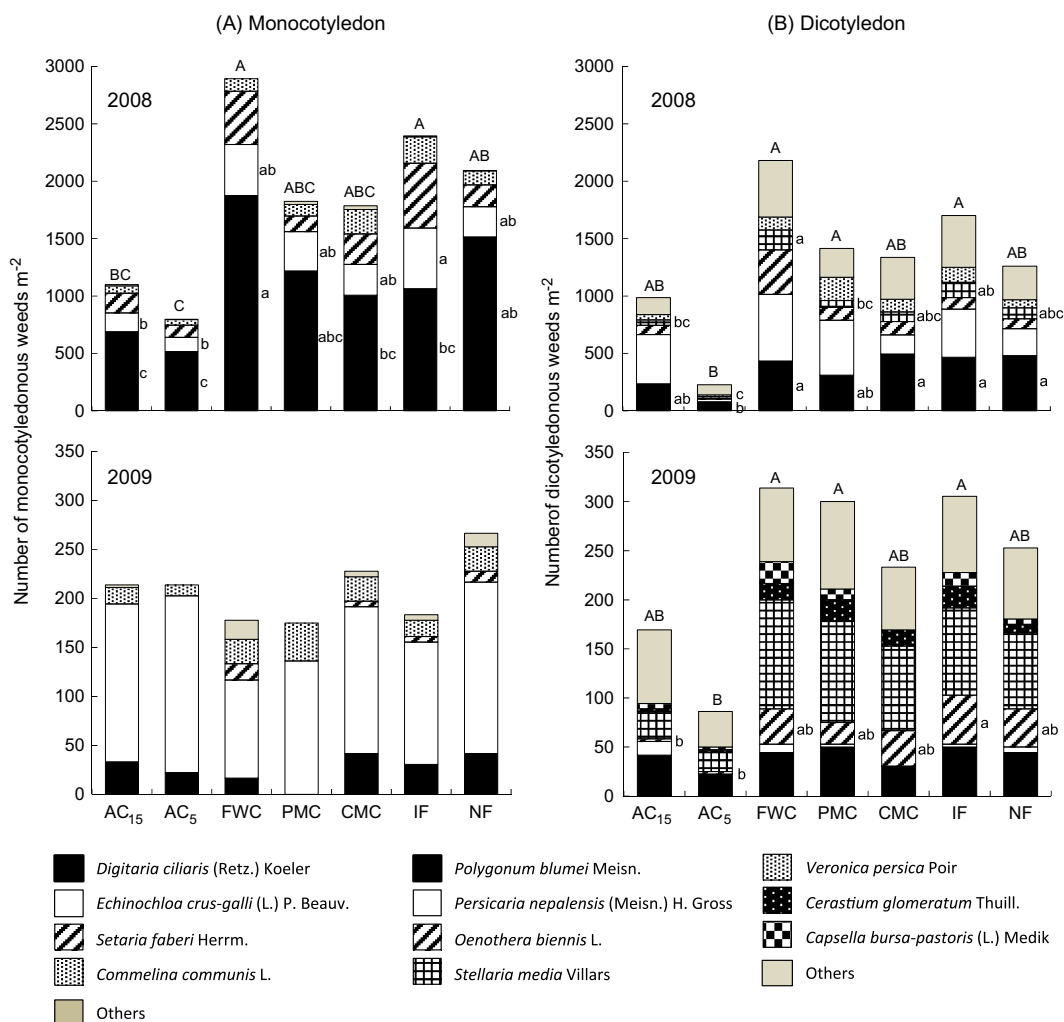 (A) Monocotyledon
(B) Dicotyledon
Number of monocotyledonous weeds m-2
3000
2500
2000
1500
1000
500
0
2008
BC
b
c
C
b
c
A
ab
a
ABC
ab
abc
ABC
ab
bc
A
a
bc
AB
ab
ab
350
300
250
200
150
100
50
0
2009
AC15 AC5 FWC PMC CMC IF NF
Numberof dicotyledonous weeds m-2
3000
2500
2000
1500
1000
500
0
2008
AB
bc
ab
B
c
b
A
a
a
A
bc
ab
AB
abc
a
A
ab
a
AB
abc
a
350
300
250
200
150
100
50
0
2009
AB
b
B
b
A
ab
A
ab
AB
ab
A
a
AB
ab
AC15 AC5 FWC PMC CMC IF NF
Digitaria ciliaris (Retz.) Koeler
Echinochloa crus-galli (L.) P. Beauv.
Setaria faberi Herrm.
Commelina communis L.
Others
Polygonum blumei Meisn.
Persicaria nepalensis (Meisn.) H. Gross
Oenothera biennis L.
Stellaria media Villars
Veronica persica Poir
Cerastium glomeratum Thuill.
Capsella bursa-pastoris (L.) Medik
Others